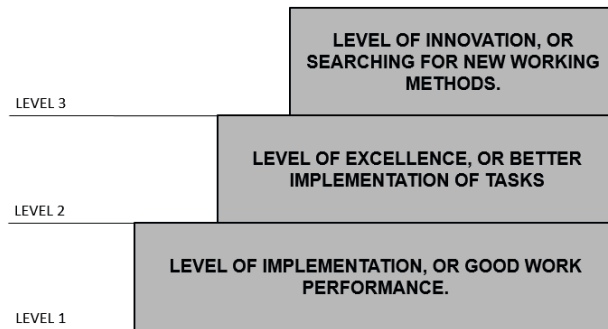 LEVEL OF INNOVATION, OR
SEARCHING FOR NEW WORKING
METHODS.
LEVEL 3
LEVEL OF EXCELLENCE, OR BETTER
IMPLEMENTATION OF TASKS
LEVEL 2
LEVEL OF IMPLEMENTATION, OR GOOD WORK
PERFORMANCE.
LEVEL 1